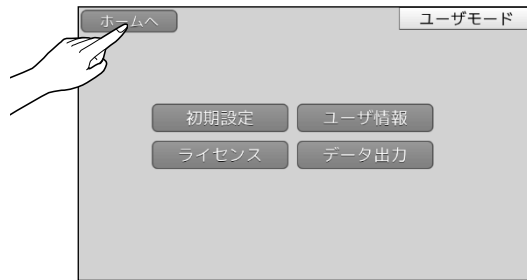 ホームへ
ユーザモード
初期設定
ユーザ情報
ライセンス
データ出力